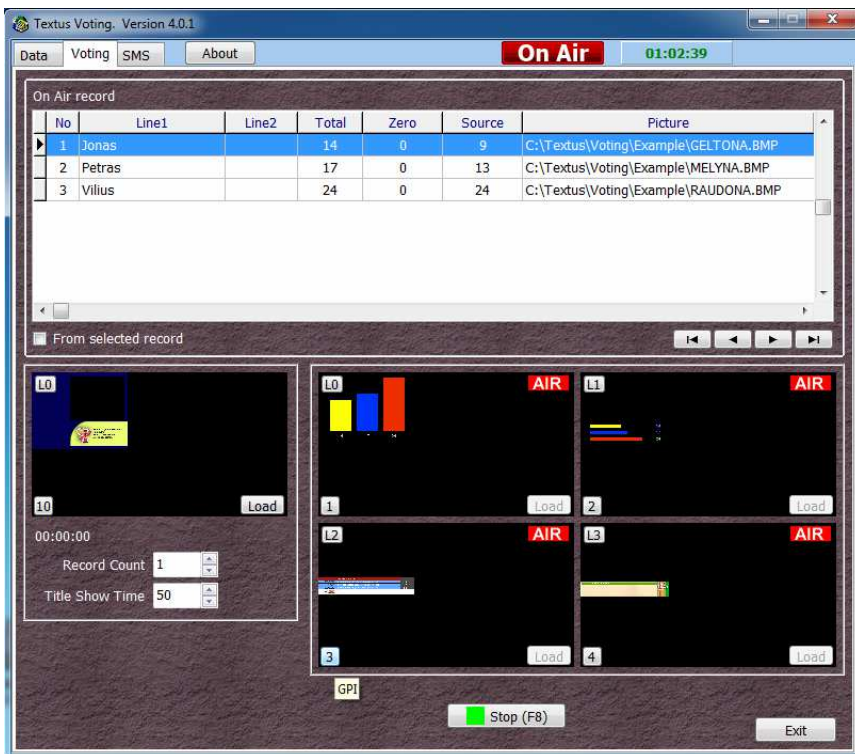 Textus Voting. Version 4.0.1
Data Voting SMS About On Air 01:02:39
On Air record
No Line1 Line2 Total Zero Source Picture
1 Jonas 14 0 9 C:\Textus\Voting\Example\GELTONA.BMP
2 Petras 17 0 13 C:\Textus\Voting\Example\MELYNA.BMP
3 Vilius 24 0 24 C:\Textus\Voting\Example\RAUDONA.BMP
From selected record
L0
10 Load
00:00:00
Record Count 1
Title Show Time 50
L0 AIR L1 AIR
1 Load 2 Load
L2 AIR L3 AIR
3 Load 4 Load
GPI
Stop (F8)
Exit